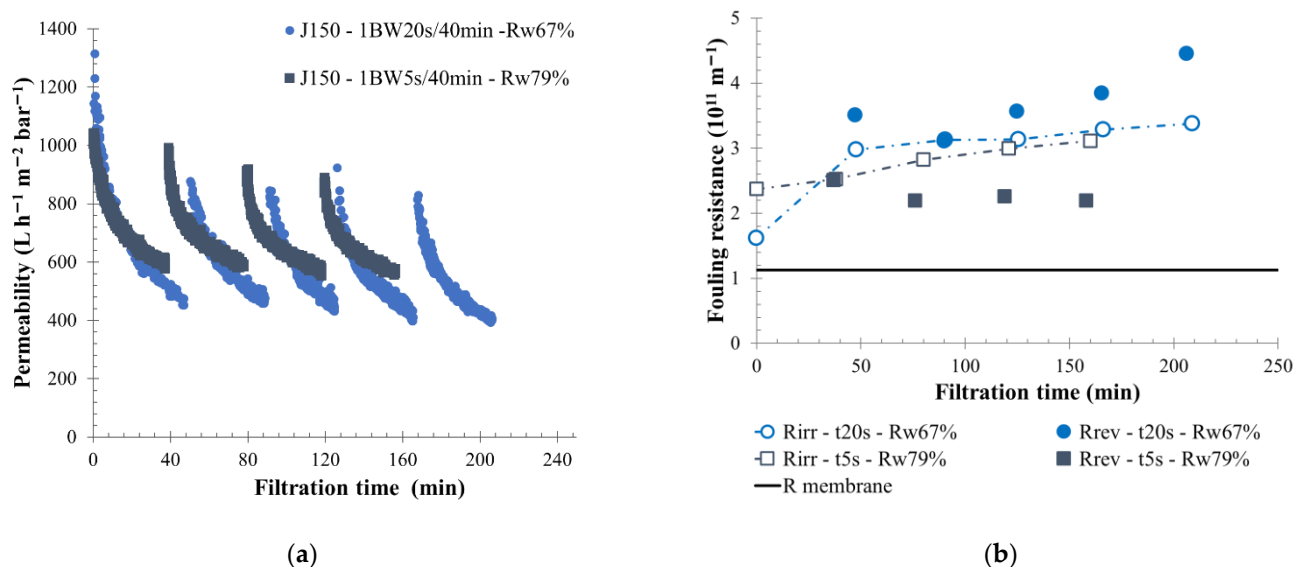 J150 - 1BW20s/40min -Rw67%
J150 - 1BW5s/40min - Rw79%
Permeability (L h⁻¹ m⁻² bar⁻¹)
1400
1200
1000
800
600
400
200
0
0 40 80 120 160 200 240
Filtration time (min)
(a)
Fouling resistance (10¹¹ m⁻¹)
5
4
3
2
1
0
0 50 100 150 200 250
Filtration time (min)
Rirr - t20s - Rw67%
Rrev - t20s - Rw67%
Rirr - t5s - Rw79%
Rrev - t5s - Rw79%
R membrane
(b)